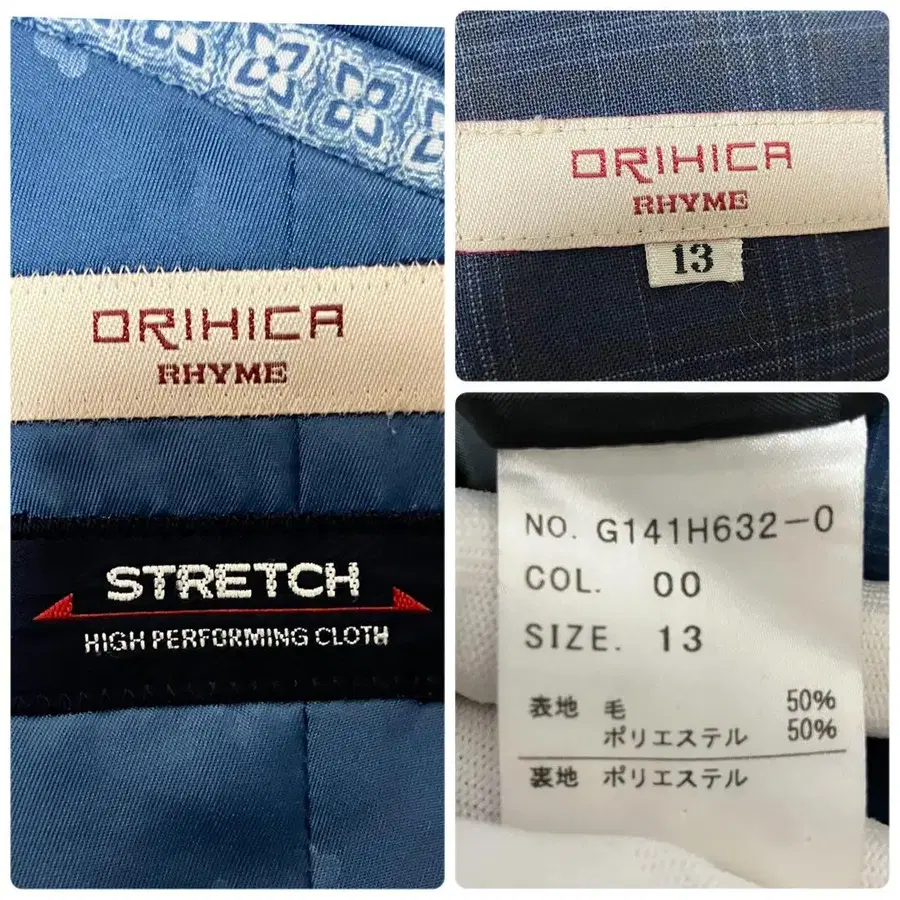 ORIHICA
RHYME
STRETCH
HIGH PERFORMING CLOTH
ORIHICA
RHYME
13
NO. G141H632-0
COL. 00
SIZE. 13
表地 毛 50%
ポリエステル 50%
裏地 ポリエステル